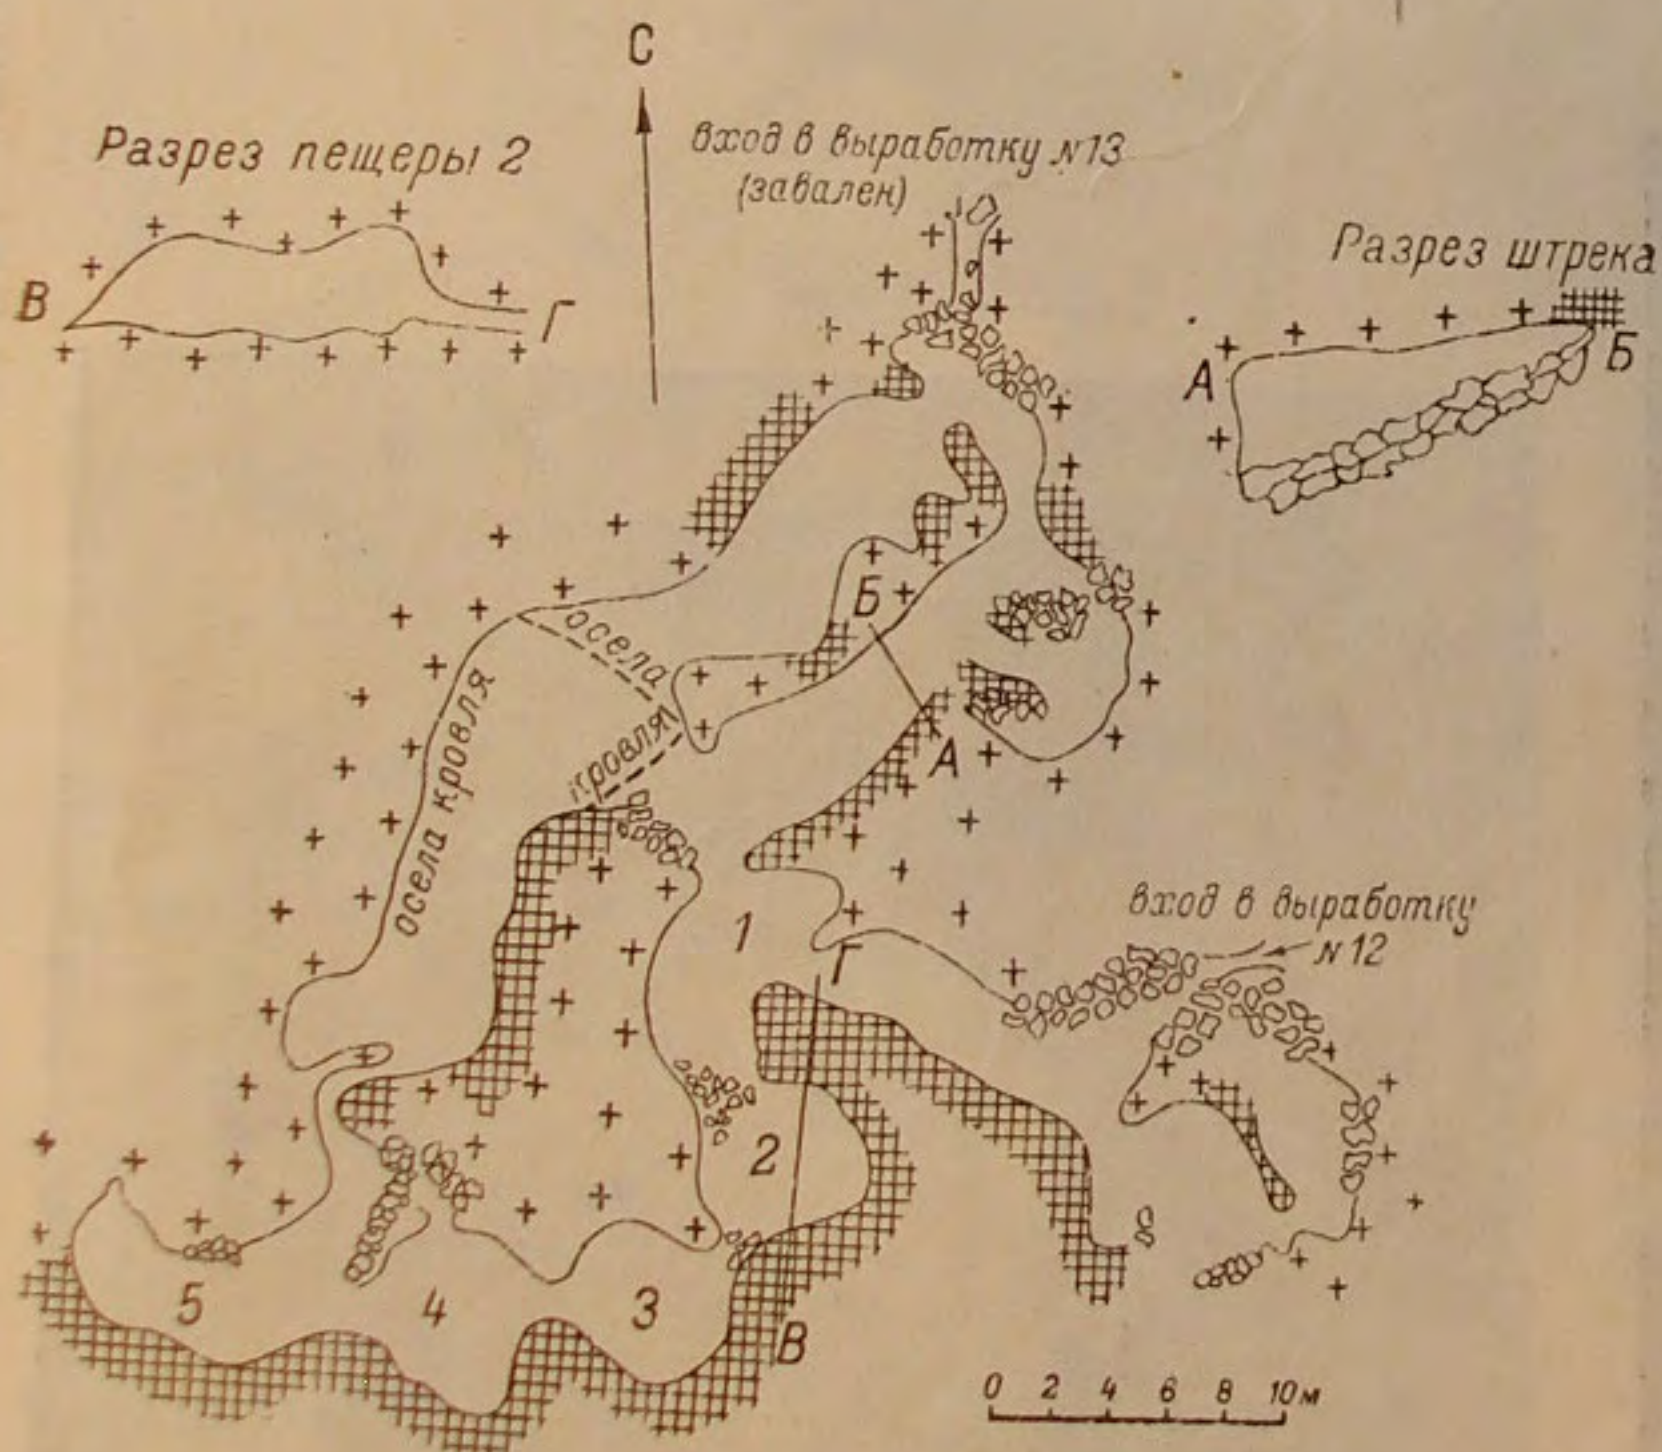 С
Разрез пещеры 2
В
Г
вход в выработку №13
(завален)
Разрез штрека
А
Б
Б
осела
кровля
осела кровля
А
1
Г
вход в выработку
№12
2
5
4
3
В
0 2 4 6 8 10 м